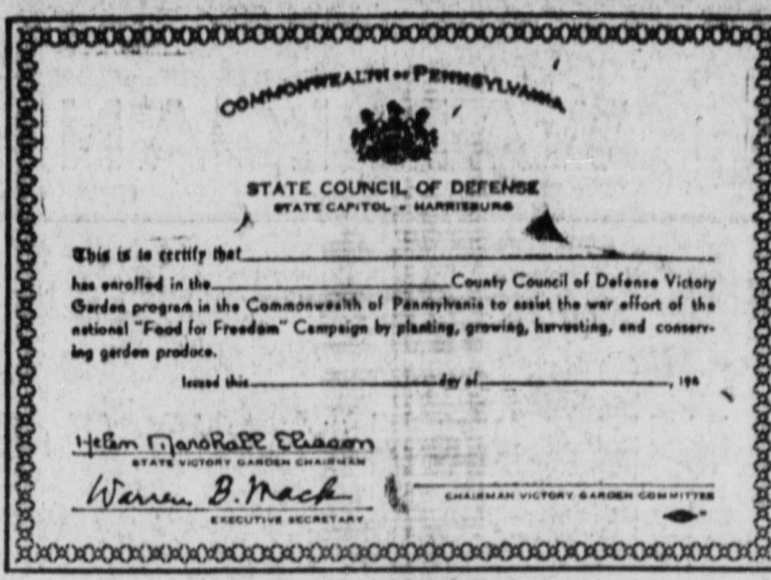 COMMONWEALTH OF PENNSYLVANIA
STATE COUNCIL OF DEFENSE
STATE CAPITOL - HARRISBURG
This is to certify that
has enrolled in the County Council of Defense Victory
Garden program in the Commonwealth of Pennsylvania to assist the war effort of the
national "Food for Freedom" Campaign by planting, growing, harvesting, and conserv-
ing garden produce.
Issued this day of , 194
Helen Marshall Eliason
STATE VICTORY GARDEN CHAIRMAN
Warren B. Mack
EXECUTIVE SECRETARY
CHAIRMAN VICTORY GARDEN COMMITTEE